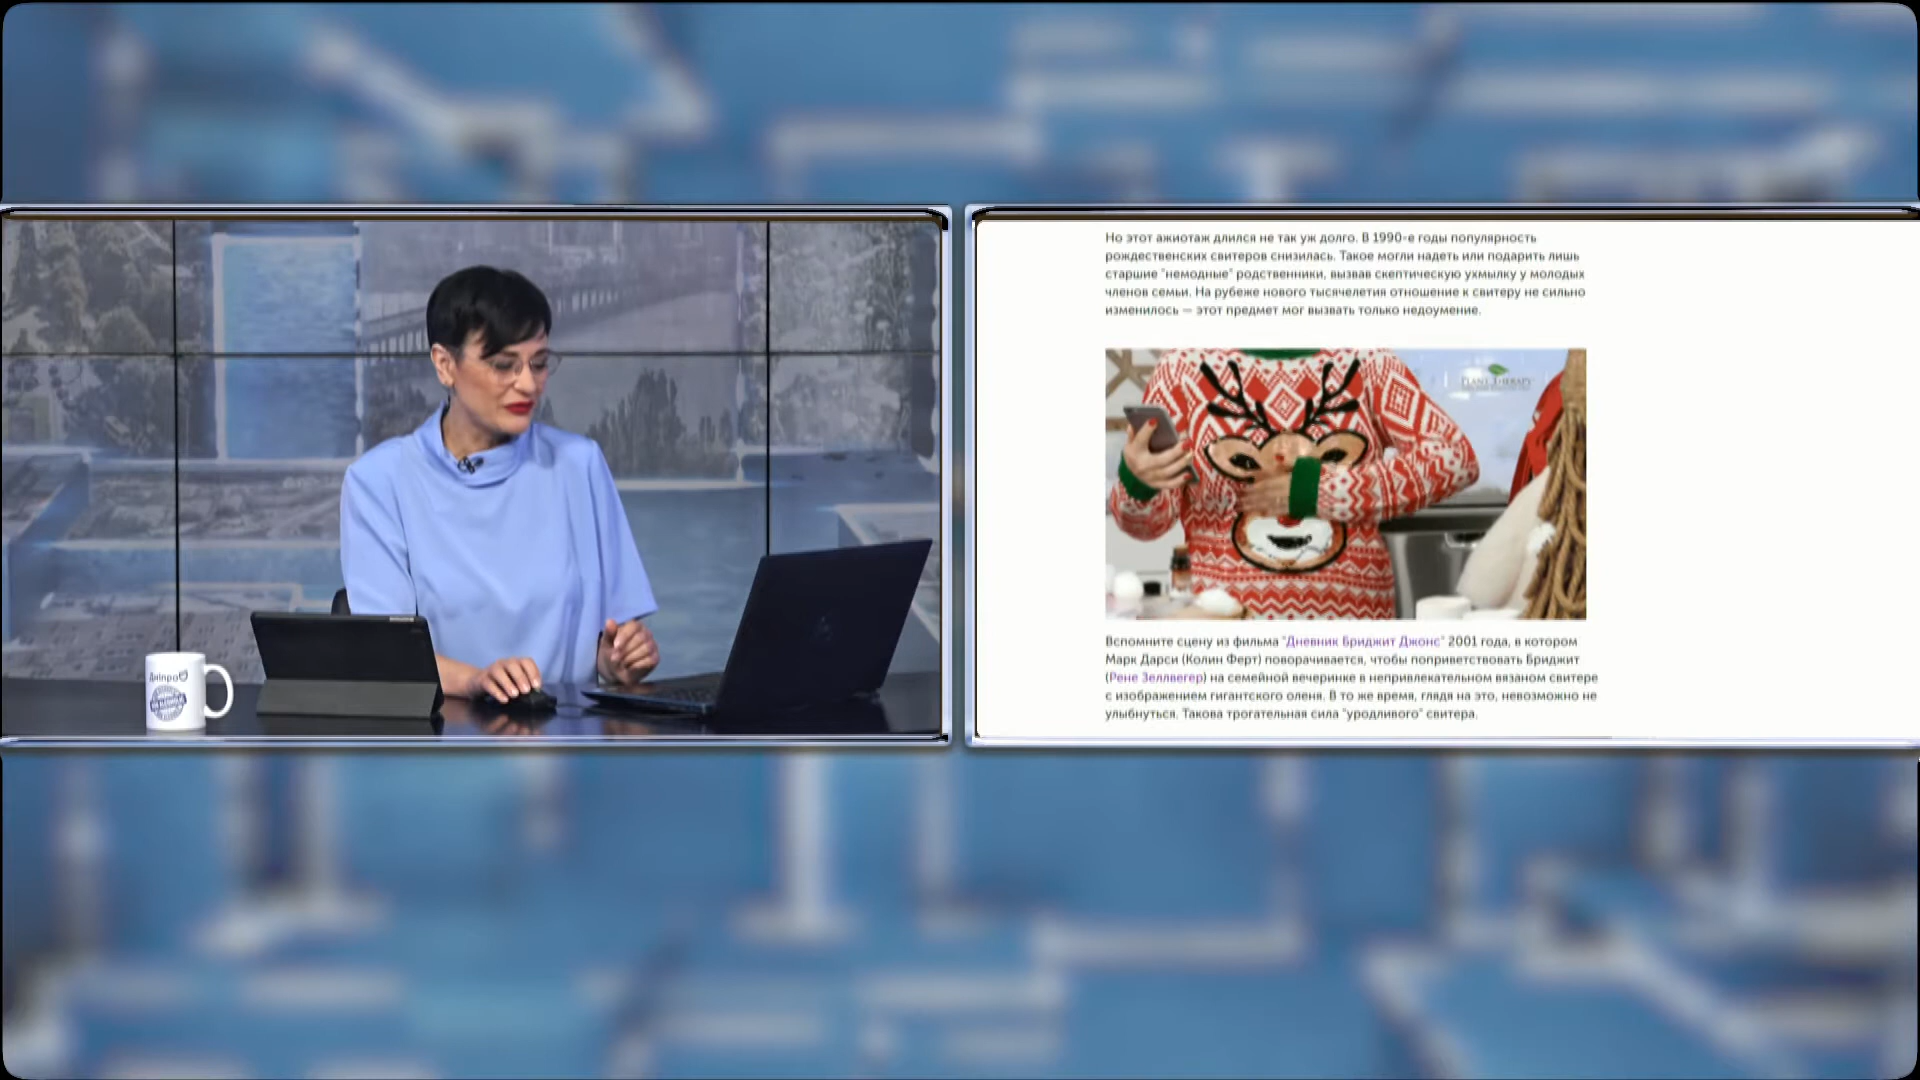 Дніпро
Но этот ажиотаж длился не так уж долго. В 1990-е годы популярность
рождественских свитеров снизилась. Такое могли надеть или подарить лишь
старшие "немодные" родственники, вызвав скептическую ухмылку у молодых
членов семьи. На рубеже нового тысячелетия отношение к свитеру не сильно
изменилось — этот предмет мог вызвать только недоумение.
PLANT THERAPY
Вспомните сцену из фильма "Дневник Бриджит Джонс" 2001 года, в котором
Марк Дарси (Колин Ферт) поворачивается, чтобы поприветствовать Бриджит
(Рене Зеллвегер) на семейной вечеринке в непривлекательном вязаном свитере
с изображением гигантского оленя. В то же время, глядя на это, невозможно не
улыбнуться. Такова трогательная сила "уродливого" свитера.